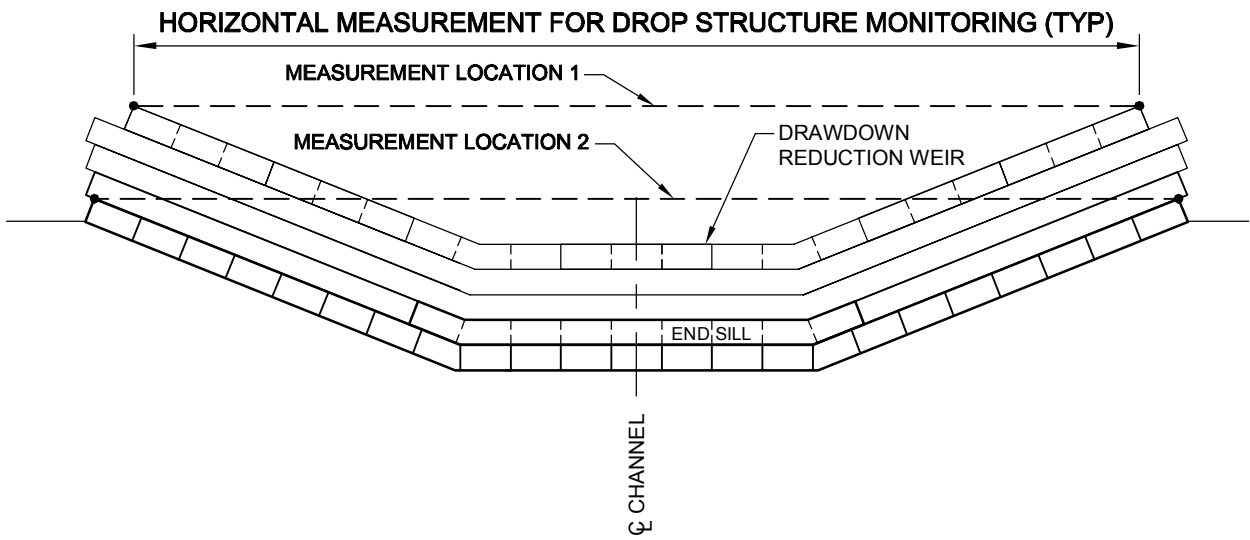 HORIZONTAL MEASUREMENT FOR DROP STRUCTURE MONITORING (TYP)
MEASUREMENT LOCATION 1
MEASUREMENT LOCATION 2
DRAWDOWN
REDUCTION WEIR
END SILL
℄ CHANNEL